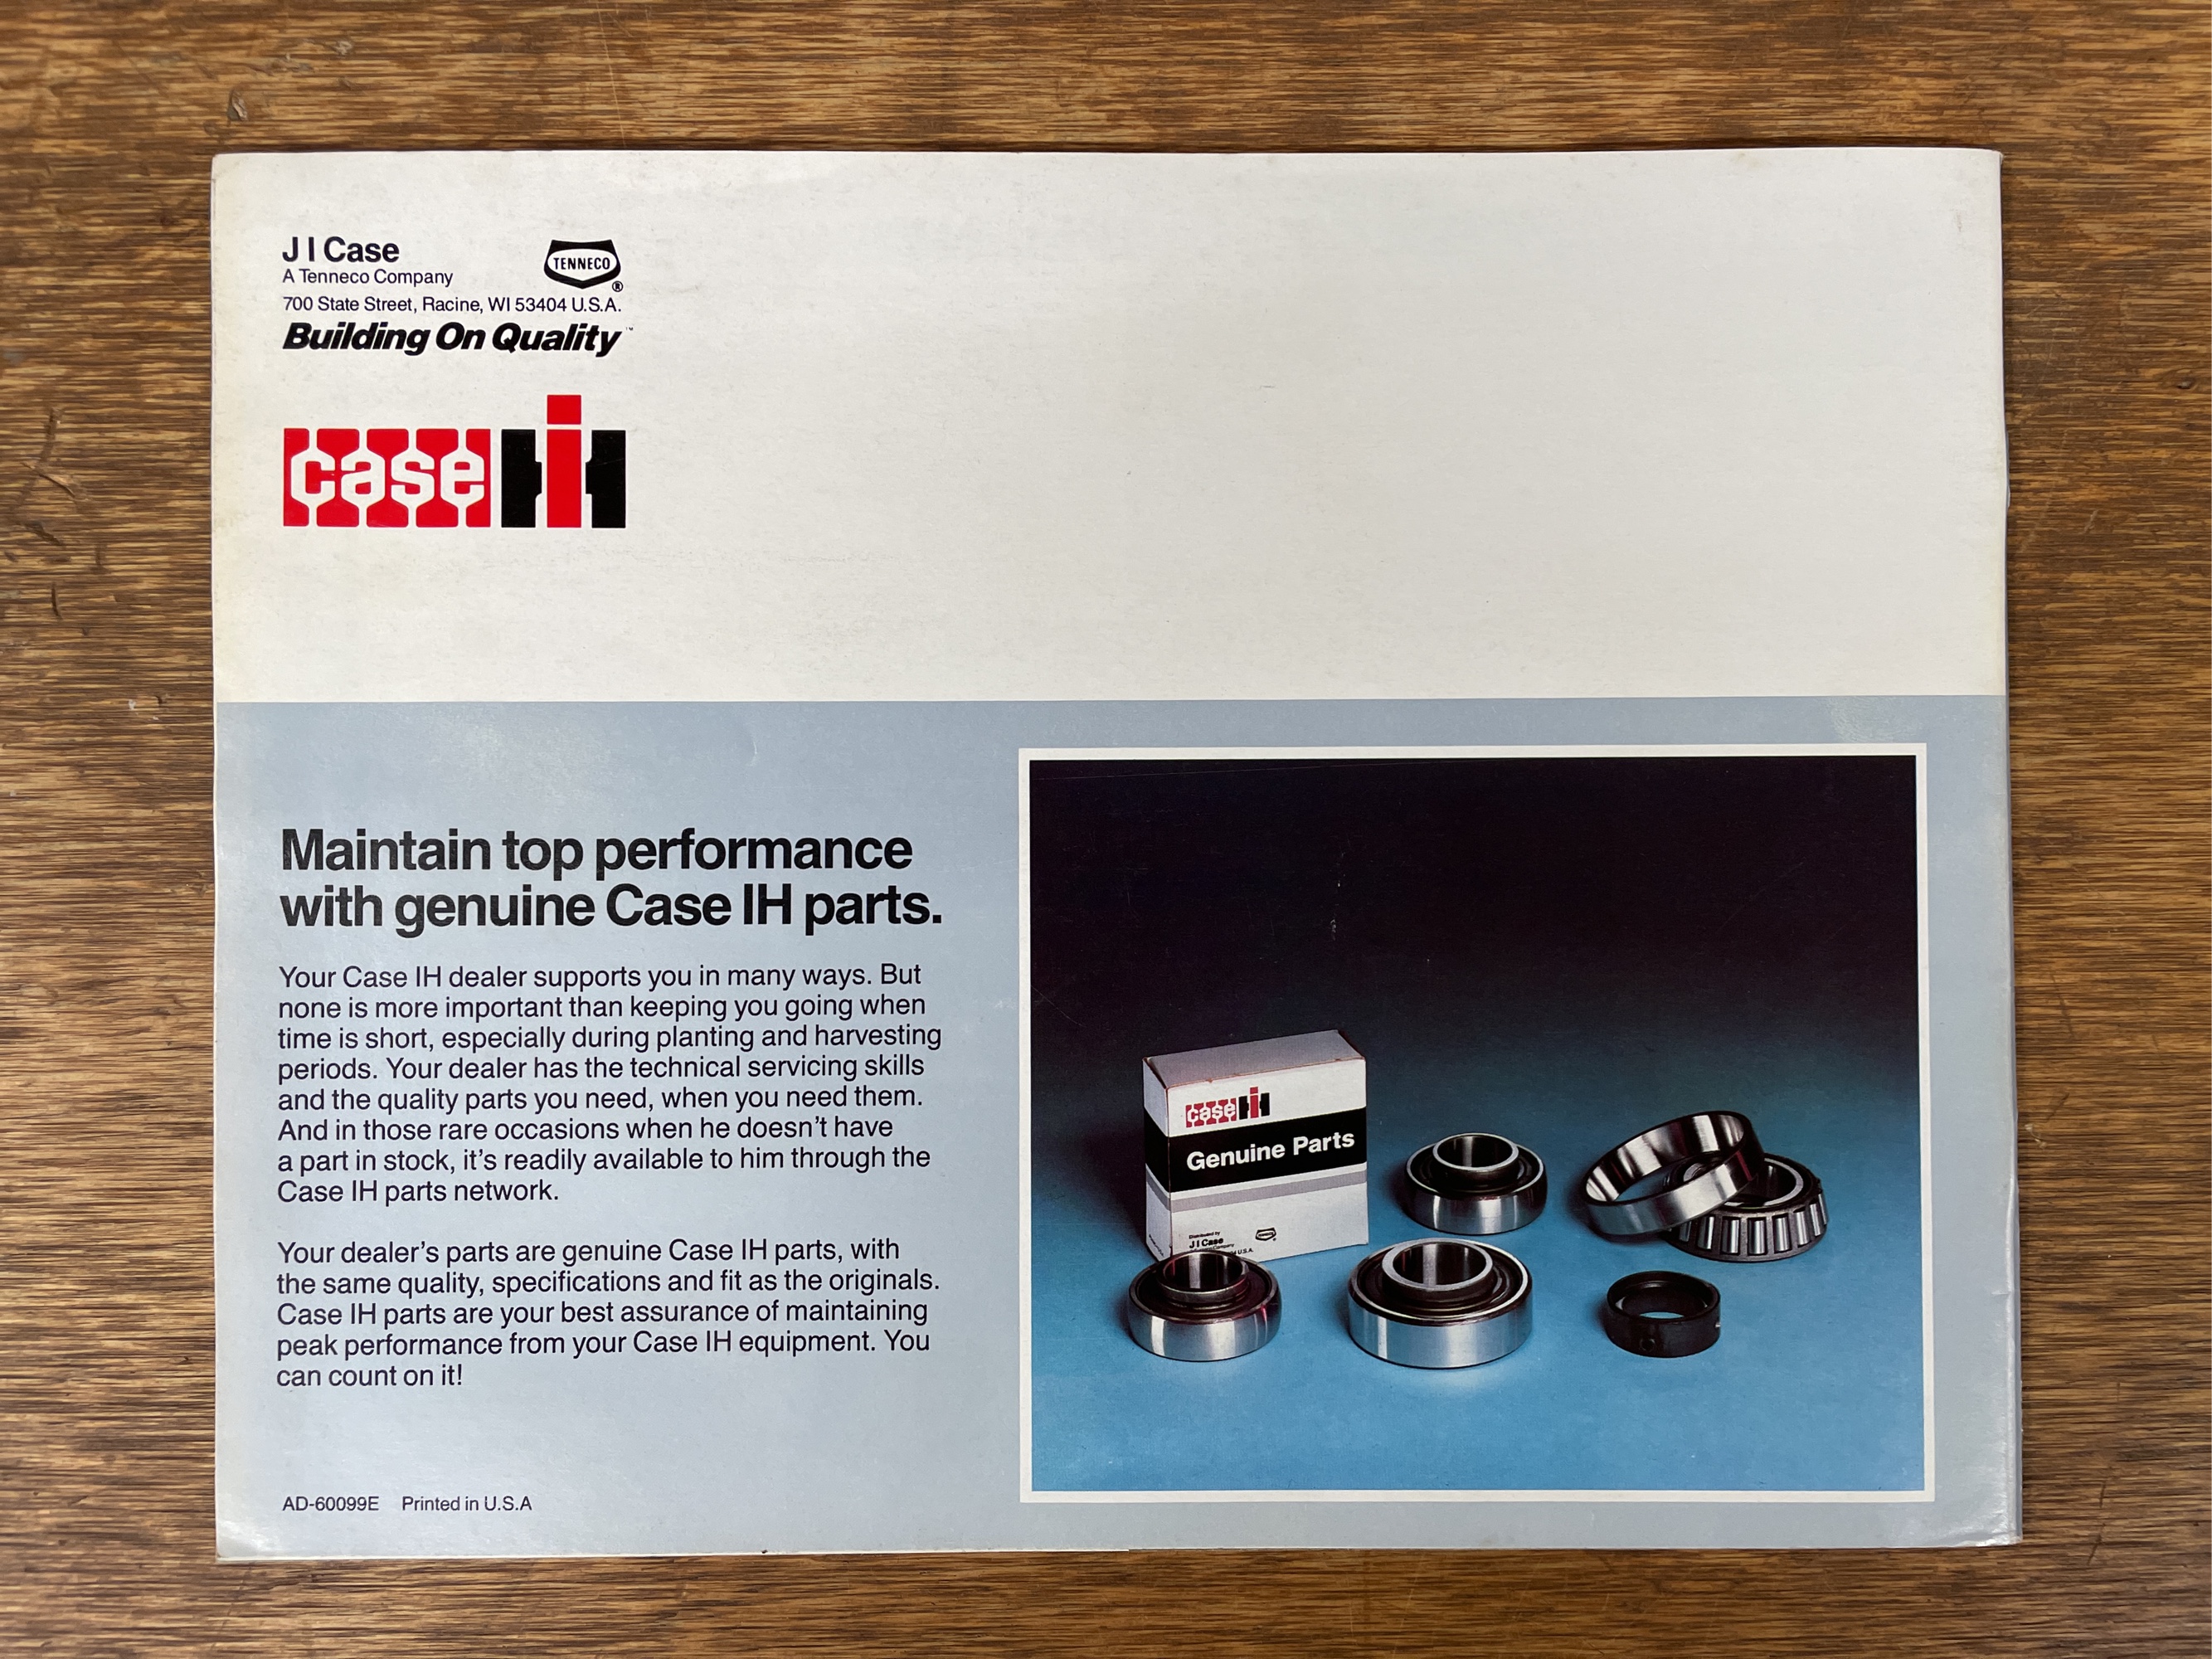 J I Case
A Tenneco Company
TENNECO
®
700 State Street, Racine, WI 53404 U.S.A.
Building On Quality™
case IH
Maintain top performance
with genuine Case IH parts.
Your Case IH dealer supports you in many ways. But
none is more important than keeping you going when
time is short, especially during planting and harvesting
periods. Your dealer has the technical servicing skills
and the quality parts you need, when you need them.
And in those rare occasions when he doesn't have
a part in stock, it's readily available to him through the
Case IH parts network.
Your dealer's parts are genuine Case IH parts, with
the same quality, specifications and fit as the originals.
Case IH parts are your best assurance of maintaining
peak performance from your Case IH equipment. You
can count on it!
AD-60099E Printed in U.S.A
case IH
Genuine Parts
Distributed by
J I Case
U.S.A.